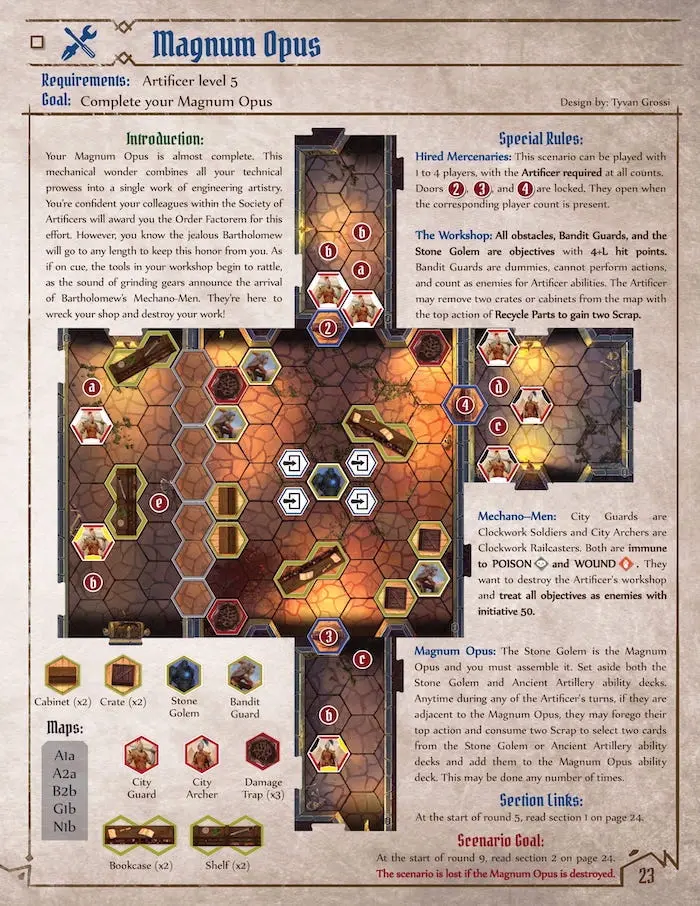 Magnum Opus
Requirements: Artificer level 5
Goal: Complete your Magnum Opus
Design by: Tyvan Grossi
Introduction:
Your Magnum Opus is almost complete. This
mechanical wonder combines all your technical
prowess into a single work of engineering artistry.
You're confident your colleagues within the Society of
Artificers will award you the Order Factorem for this
effort. However, you know the jealous Bartholomew
will go to any length to keep this honor from you. As
if on cue, the tools in your workshop begin to rattle,
as the sound of grinding gears announce the arrival
of Bartholomew's Mechano-Men. They're here to
wreck your shop and destroy your work!
Special Rules:
Hired Mercenaries: This scenario can be played with
1 to 4 players, with the Artificer required at all counts.
Doors 2, 3, and 4 are locked. They open when
the corresponding player count is present.
The Workshop: All obstacles, Bandit Guards, and the
Stone Golem are objectives with 4+L hit points.
Bandit Guards are dummies, cannot perform actions,
and count as enemies for Artificer abilities. The Artificer
may remove two crates or cabinets from the map with
the top action of Recycle Parts to gain two Scrap.
b
b
a
2
a
4
d
c
e
b
3
c
b
Mechano–Men: City Guards are
Clockwork Soldiers and City Archers are
Clockwork Railcasters. Both are immune
to POISON and WOUND . They
want to destroy the Artificer's workshop
and treat all objectives as enemies with
initiative 50.
Magnum Opus: The Stone Golem is the Magnum
Opus and you must assemble it. Set aside both the
Stone Golem and Ancient Artillery ability decks.
Anytime during any of the Artificer's turns, if they are
adjacent to the Magnum Opus, they may forego their
top action and consume two Scrap to select two cards
from the Stone Golem or Ancient Artillery ability
decks and add them to the Magnum Opus ability
deck. This may be done any number of times.
Section Links:
At the start of round 5, read section 1 on page 24.
Scenario Goal:
At the start of round 9, read section 2 on page 24.
The scenario is lost if the Magnum Opus is destroyed.
Cabinet (x2)
Crate (x2)
Stone
Golem
Bandit
Guard
Maps:
A1a
A2a
B2b
G1b
N1b
City
Guard
City
Archer
Damage
Trap (x3)
Bookcase (x2)
Shelf (x2)
23